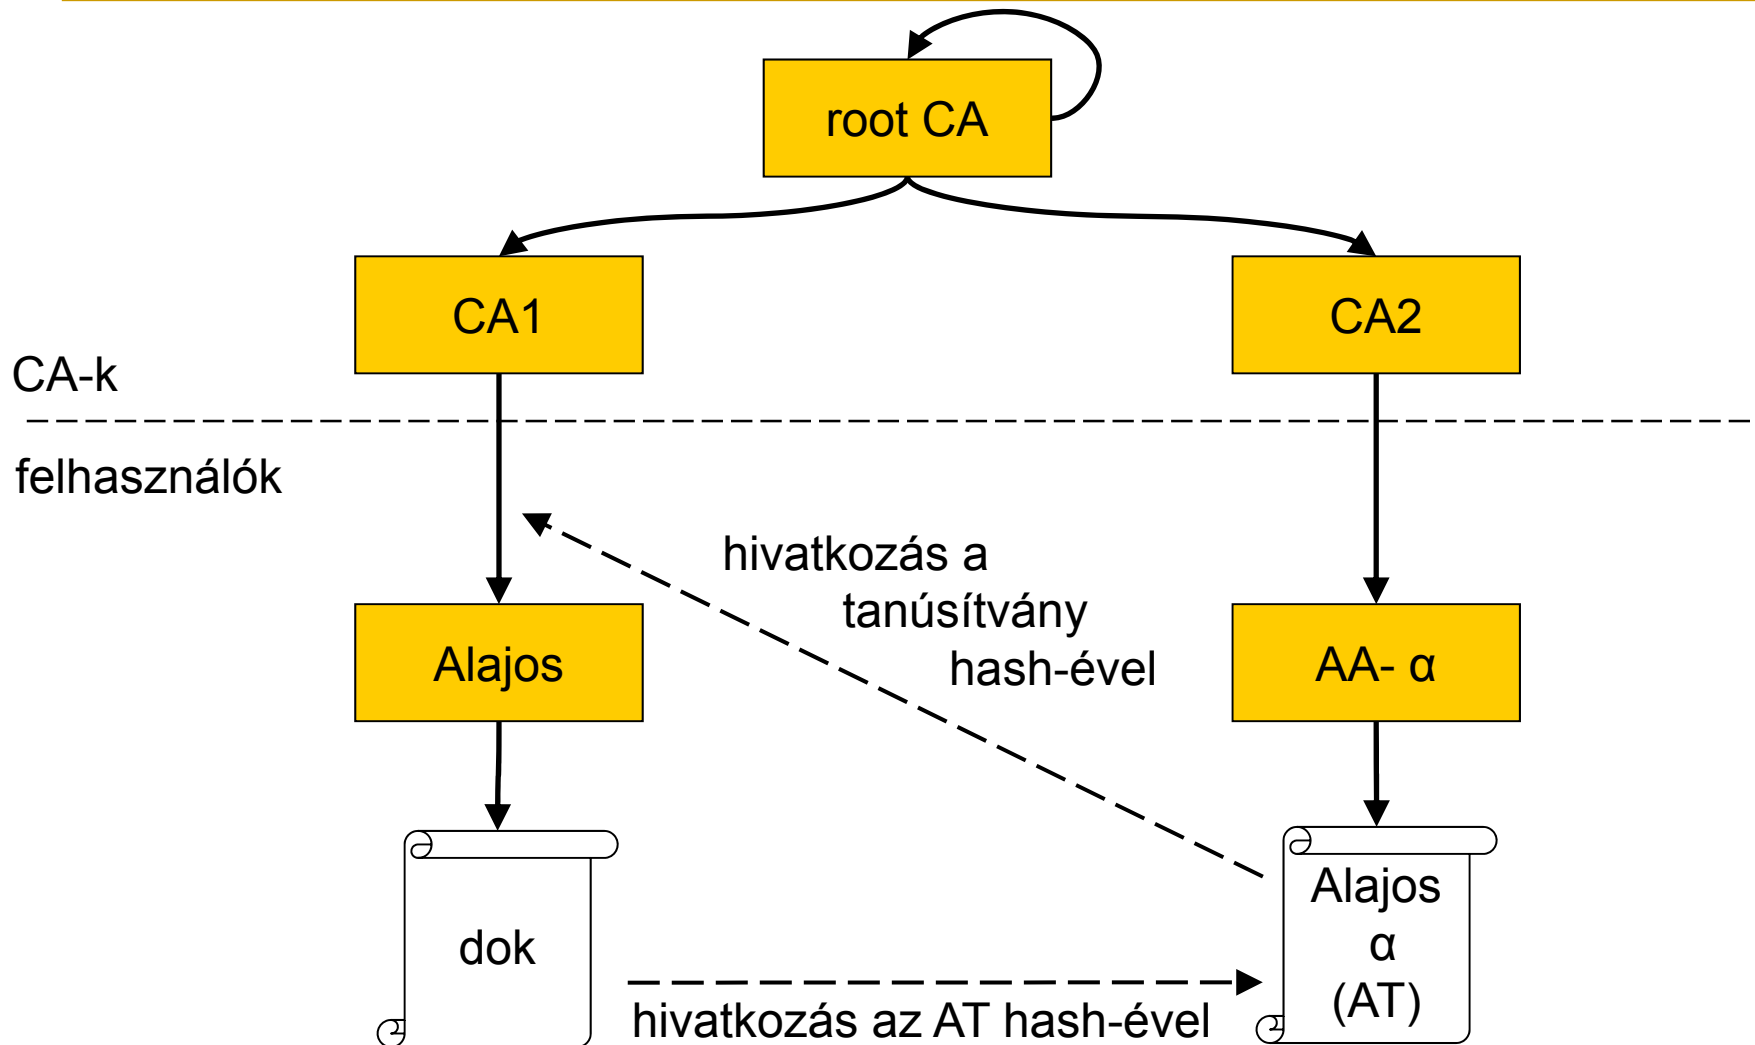 root CA
CA1
CA2
CA-k
felhasználók
hivatkozás a
tanúsítvány
hash-ével
Alajos
AA- α
dok
Alajos
α
(AT)
hivatkozás az AT hash-ével